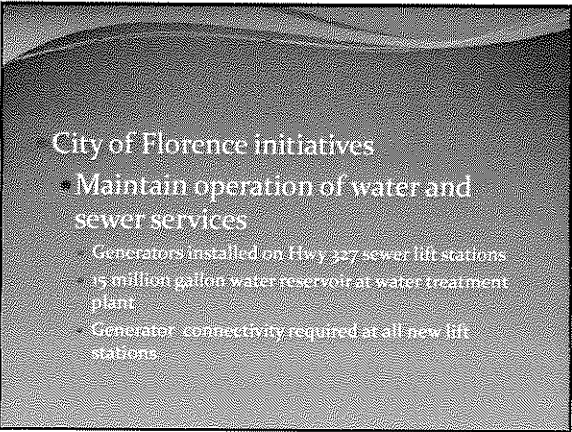 City of Florence initiatives
• Maintain operation of water and
sewer services
Generators installed on Hwy 327 sewer lift stations
15 million gallon water reservoir at water treatment
plant
Generator connectivity required at all new lift
stations